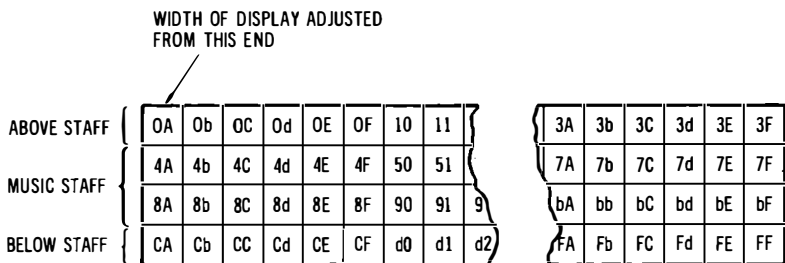 WIDTH OF DISPLAY ADJUSTED
FROM THIS END
ABOVE STAFF 0A 0b 0C 0d 0E 0F 10 11 3A 3b 3C 3d 3E 3F
MUSIC STAFF
4A 4b 4C 4d 4E 4F 50 51 7A 7b 7C 7d 7E 7F
8A 8b 8C 8d 8E 8F 90 91 9 bA bb bC bd bE bF
BELOW STAFF CA Cb CC Cd CE CF d0 d1 d2 FA Fb FC Fd FE FF